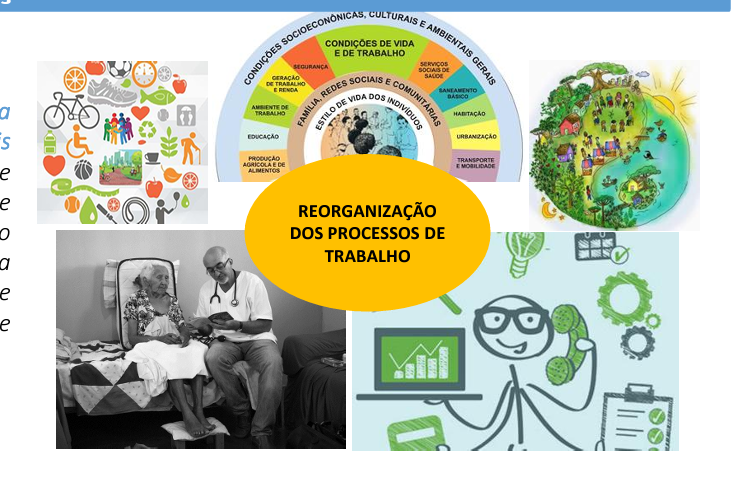 CONDIÇÕES SOCIOECONÔMICAS, CULTURAIS E AMBIENTAIS GERAIS
CONDIÇÕES DE VIDA
E DE TRABALHO
SEGURANÇA
SERVIÇOS
SOCIAIS DE
SAÚDE
GERAÇÃO
DE TRABALHO
E RENDA
SANEAMENTO
BÁSICO
AMBIENTE DE
TRABALHO
HABITAÇÃO
EDUCAÇÃO
URBANIZAÇÃO
PRODUÇÃO
AGRÍCOLA E DE
ALIMENTOS
TRANSPORTE
E MOBILIDADE
FAMÍLIA, REDES SOCIAIS E COMUNITÁRIAS
ESTILO DE VIDA DOS INDIVÍDUOS
a
is
e
e
o
a
e
e
REORGANIZAÇÃO
DOS PROCESSOS DE
TRABALHO